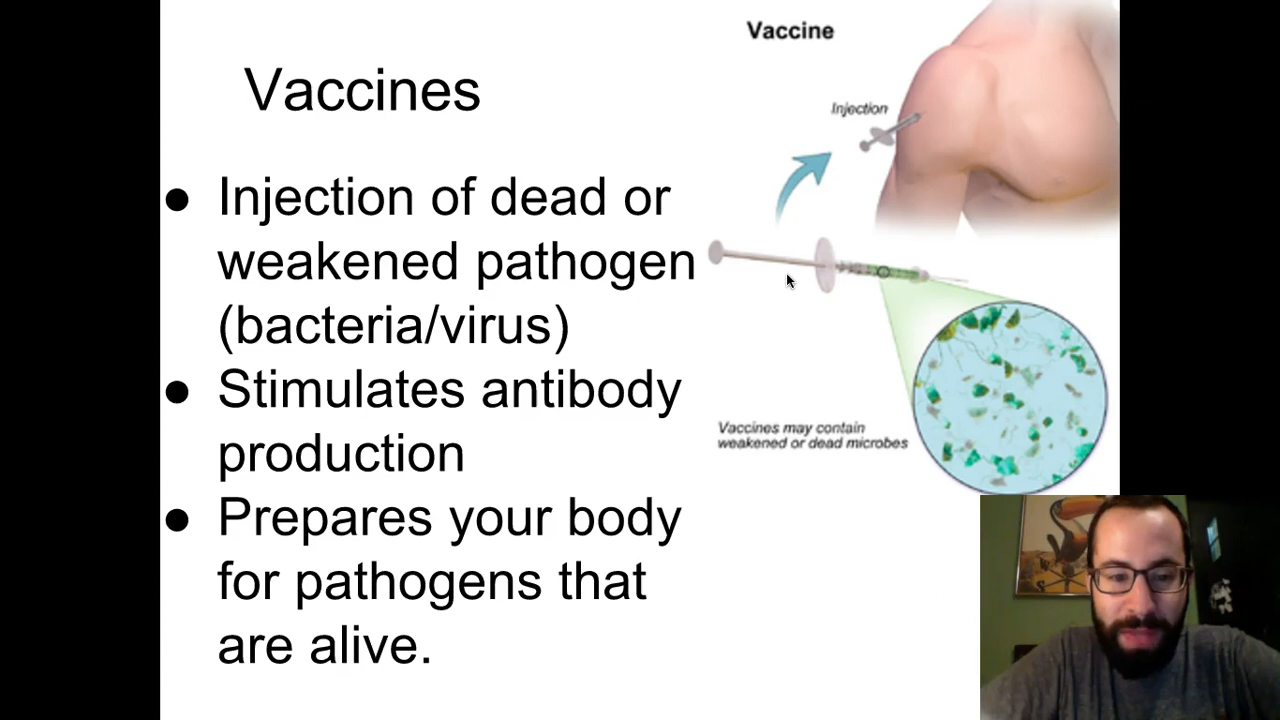 Vaccines
● Injection of dead or
weakened pathogen
(bacteria/virus)
● Stimulates antibody
production
● Prepares your body
for pathogens that
are alive.
Vaccine
Injection
Vaccines may contain
weakened or dead microbes